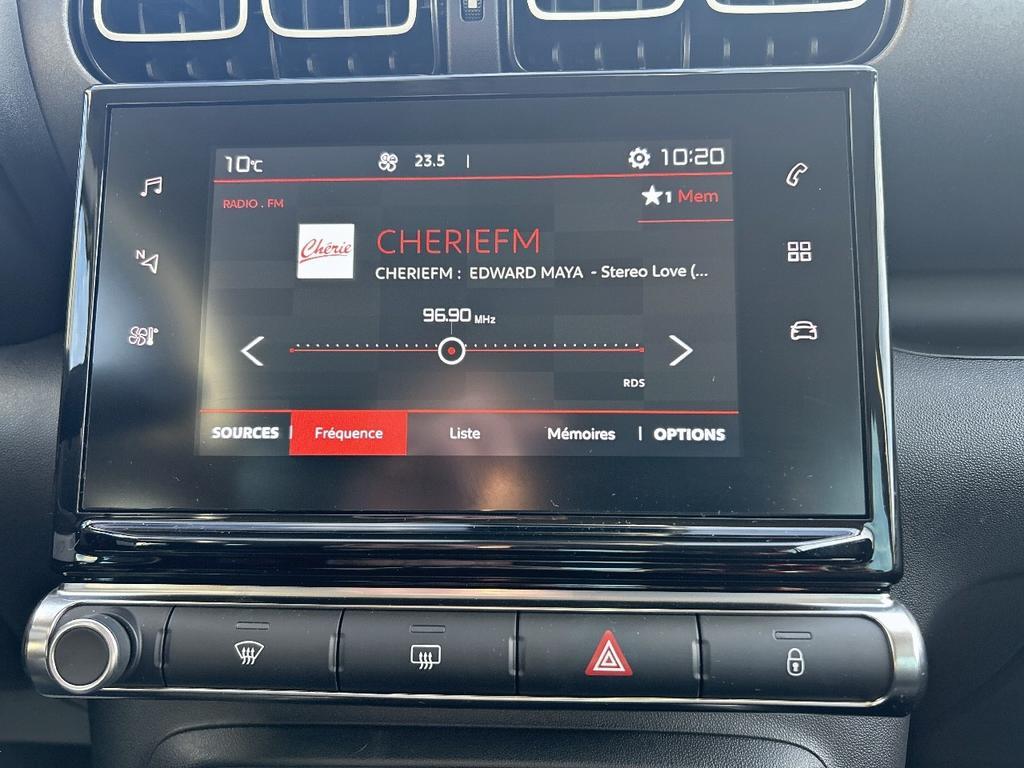 10°C 23.5 | 10:20
RADIO . FM
1 Mem
Chérie
CHERIEFM
CHERIEFM : EDWARD MAYA - Stereo Love (...
96.90 MHz
N
RDS
SOURCES | Fréquence Liste Mémoires | OPTIONS